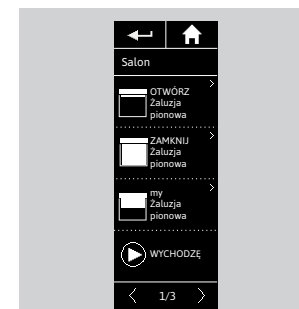 Salon
OTWÓRZ
Żaluzja
pionowa
ZAMKNIJ
Żaluzja
pionowa
my
Żaluzja
pionowa
WYCHODZĘ
1/3